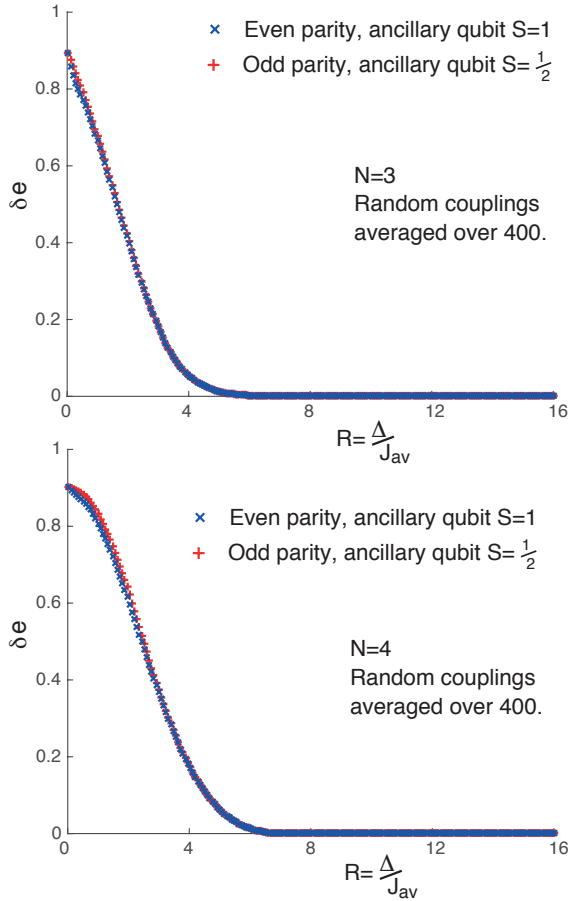 1
× Even parity, ancillary qubit S=1
+ Odd parity, ancillary qubit S=1/2
0.8
0.6
δe
N=3
Random couplings
averaged over 400.
0.4
0.2
0
0 4 8 12 16
R=Δ/J_av
1
× Even parity, ancillary qubit S=1
+ Odd parity, ancillary qubit S=1/2
0.8
0.6
δe
N=4
Random couplings
averaged over 400.
0.4
0.2
0
0 4 8 12 16
R=Δ/J_av